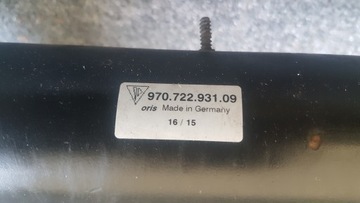 970.722.931.09
oris Made in Germany
16 / 15